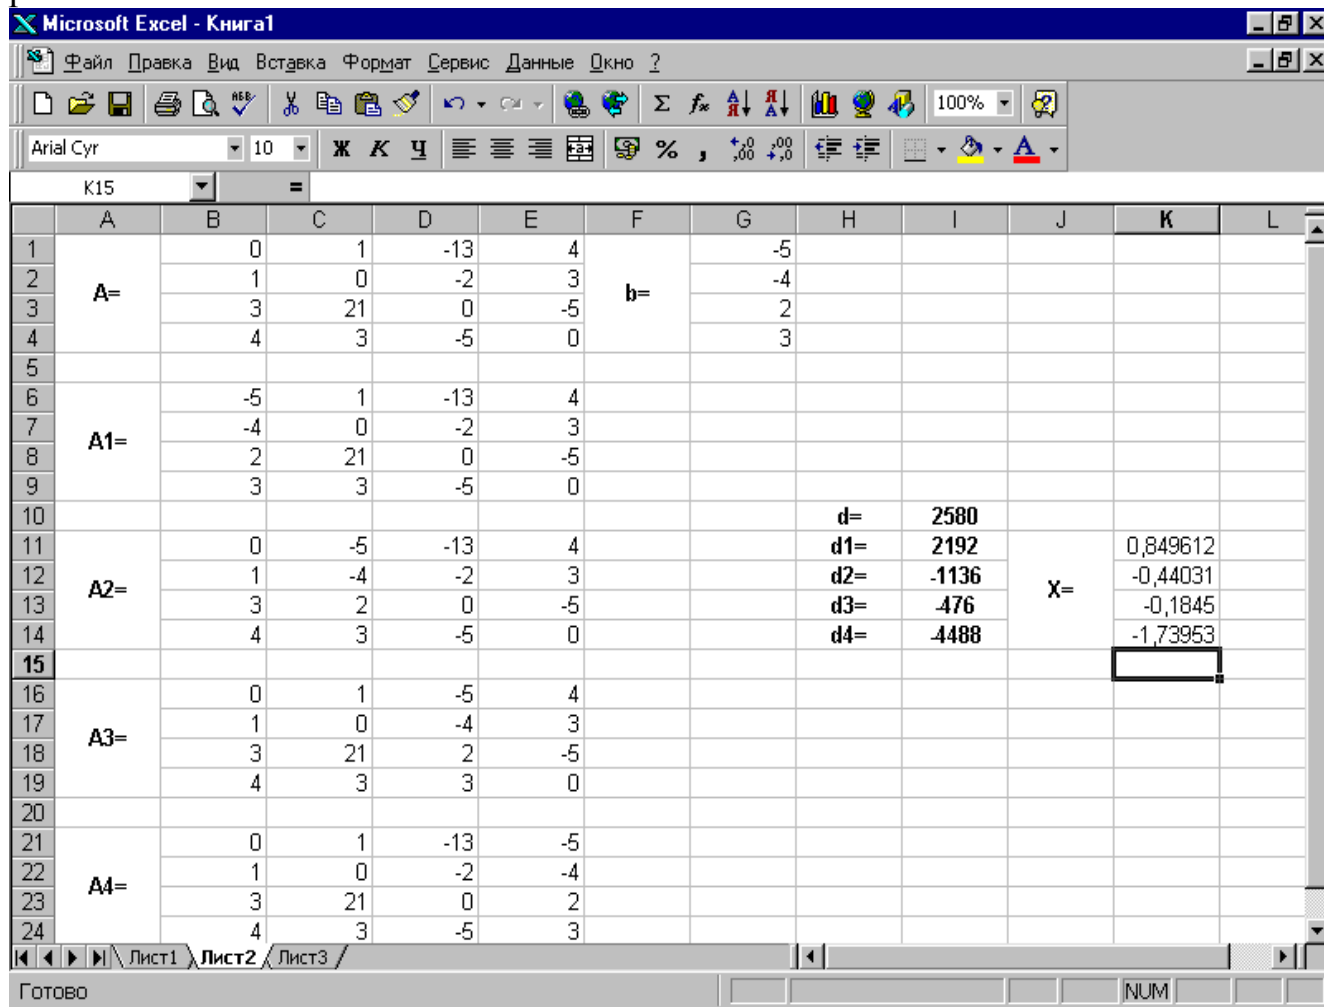 Microsoft Excel - Книга1
Файл Правка Вид Вставка Формат Сервис Данные Окно ?
100%
Arial Cyr 10 Ж К Ч
K15 =
A B C D E F G H I J K L
1 0 1 -13 4 -5
2 1 0 -2 3 -4
A= b=
3 3 21 0 -5 2
4 4 3 -5 0 3
5
6 -5 1 -13 4
7 -4 0 -2 3
A1=
8 2 21 0 -5
9 3 3 -5 0
10 d= 2580
11 0 -5 -13 4 d1= 2192 0,849612
12 1 -4 -2 3 d2= -1136 -0,44031
A2= X=
13 3 2 0 -5 d3= -476 -0,1845
14 4 3 -5 0 d4= -4488 -1,73953
15
16 0 1 -5 4
17 1 0 -4 3
A3=
18 3 21 2 -5
19 4 3 3 0
20
21 0 1 -13 -5
22 1 0 -2 -4
A4=
23 3 21 0 2
24 4 3 -5 3
Лист1 Лист2 Лист3
Готово NUM